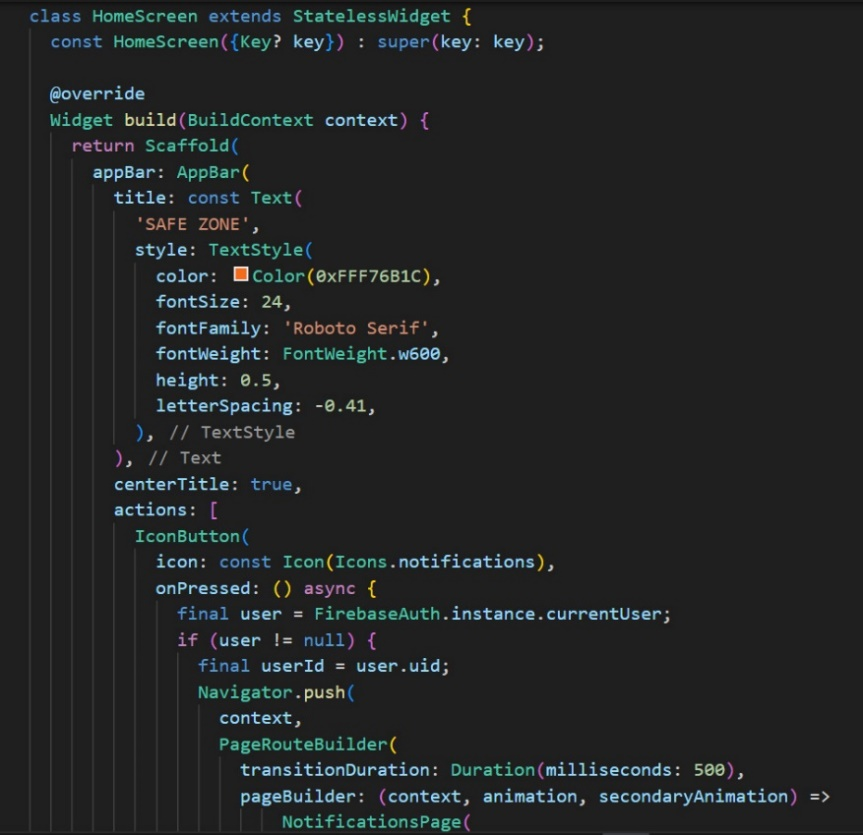 class HomeScreen extends StatelessWidget {
const HomeScreen({Key? key}) : super(key: key);
@override
Widget build(BuildContext context) {
return Scaffold(
appBar: AppBar(
title: const Text(
'SAFE ZONE',
style: TextStyle(
color: Color(0xFFF76B1C),
fontSize: 24,
fontFamily: 'Roboto Serif',
fontWeight: FontWeight.w600,
height: 0.5,
letterSpacing: -0.41,
), // TextStyle
), // Text
centerTitle: true,
actions: [
IconButton(
icon: const Icon(Icons.notifications),
onPressed: () async {
final user = FirebaseAuth.instance.currentUser;
if (user != null) {
final userId = user.uid;
Navigator.push(
context,
PageRouteBuilder(
transitionDuration: Duration(milliseconds: 500),
pageBuilder: (context, animation, secondaryAnimation) =>
NotificationsPage(